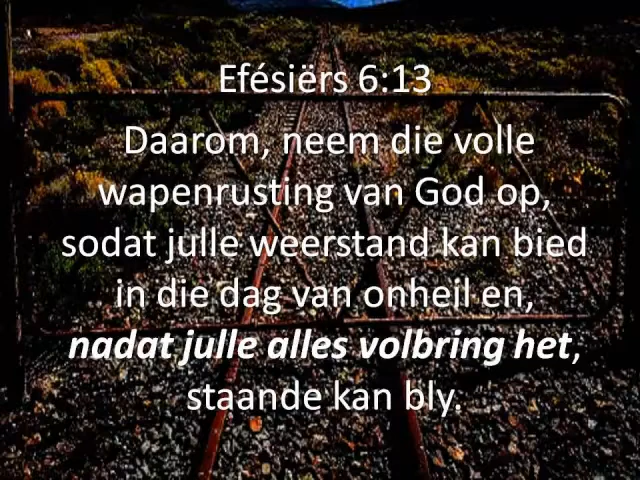 Efésiërs 6:13
Daarom, neem die volle
wapenrusting van God op,
sodat julle weerstand kan bied
in die dag van onheil en,
nadat julle alles volbring het,
staande kan bly.